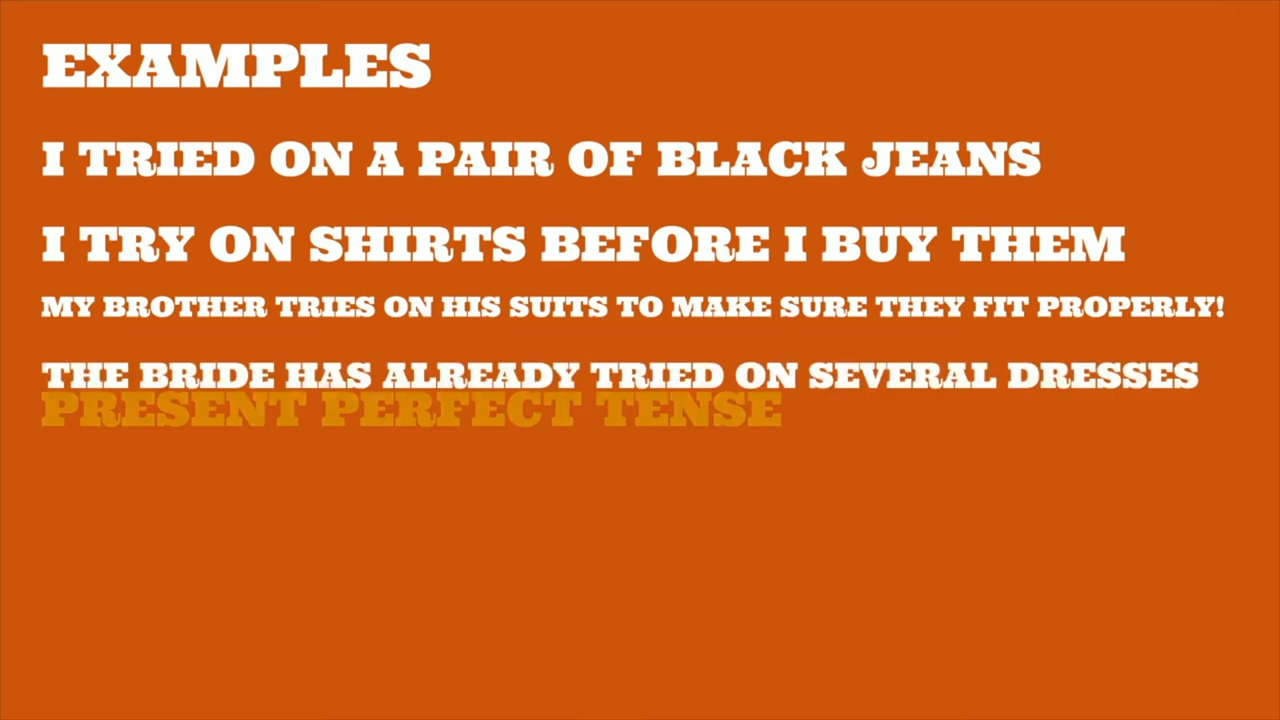 EXAMPLES
I TRIED ON A PAIR OF BLACK JEANS
I TRY ON SHIRTS BEFORE I BUY THEM
MY BROTHER TRIES ON HIS SUITS TO MAKE SURE THEY FIT PROPERLY!
THE BRIDE HAS ALREADY TRIED ON SEVERAL DRESSES
PRESENT PERFECT TENSE